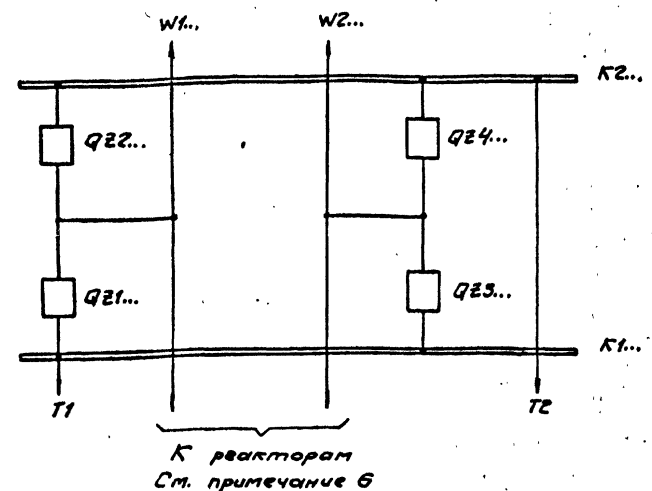 W1... W2...
K2...
QZ2... QZ4...
QZ1... QZ3...
K1...
T1 T2
К реакторам
См. примечание 6